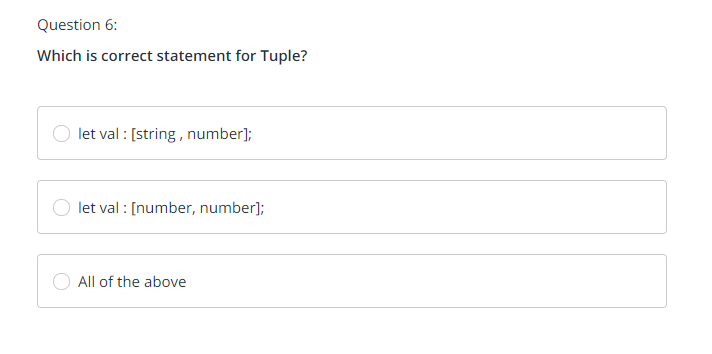 Question 6:
Which is correct statement for Tuple?
let val : [string , number];
let val : [number, number];
All of the above